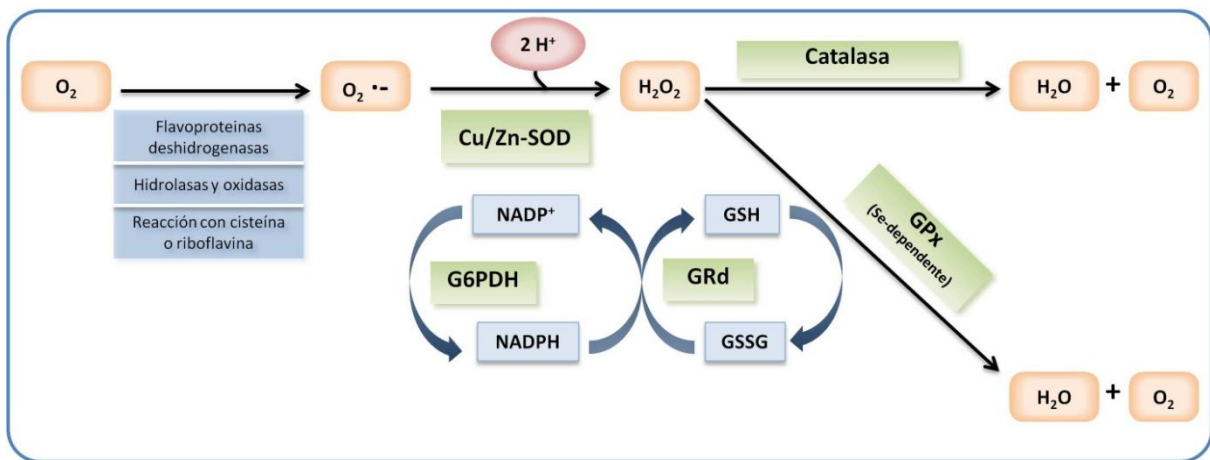 O₂
O₂ ·-
2 H⁺
H₂O₂
Catalasa
H₂O + O₂
Flavoproteinas
deshidrogenasas
Hidrolasas y oxidasas
Reacción con cisteína
o riboflavina
Cu/Zn-SOD
NADP⁺
GSH
G6PDH
GRd
NADPH
GSSG
GPx
(Se-dependente)
H₂O + O₂